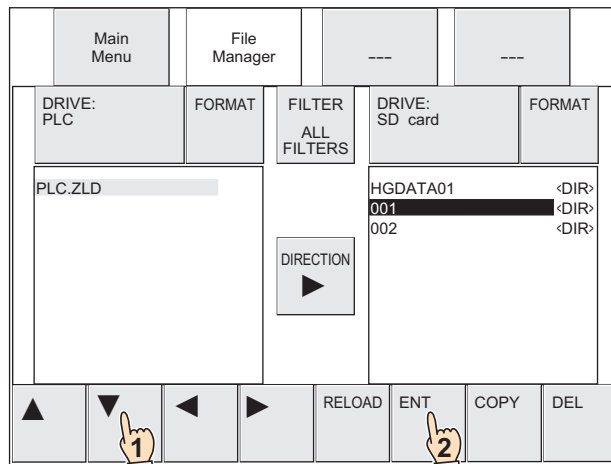 Main
Menu
File
Manager
---
---
DRIVE:
PLC
FORMAT
FILTER
ALL
FILTERS
DRIVE:
SD card
FORMAT
PLC.ZLD
DIRECTION
▶
HGDATA01 <DIR>
001 <DIR>
002 <DIR>
▲ ▼ ◀ ▶ RELOAD ENT COPY DEL
1 2